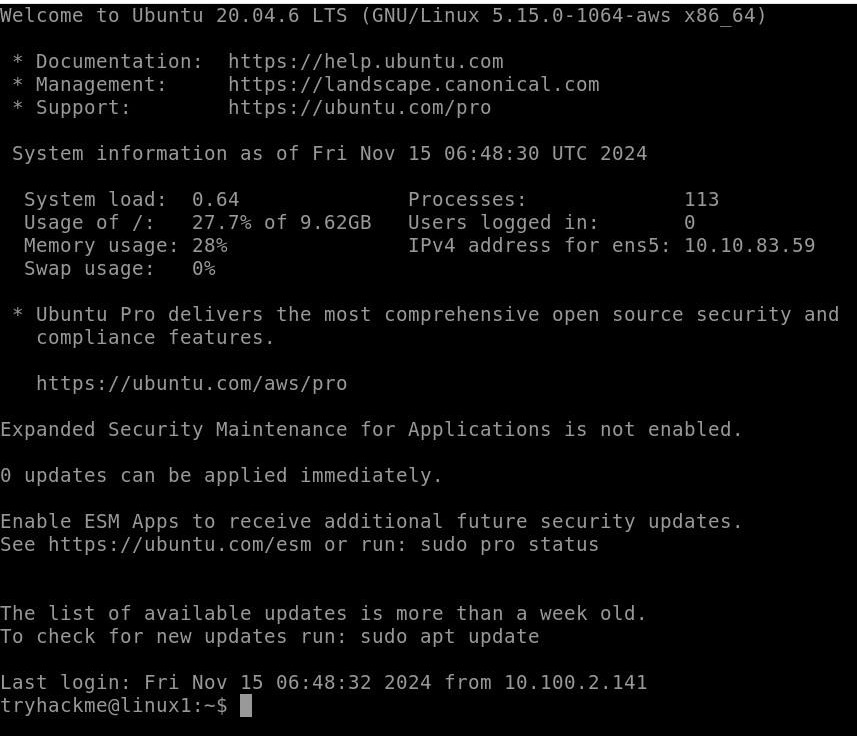 Welcome to Ubuntu 20.04.6 LTS (GNU/Linux 5.15.0-1064-aws x86_64)
* Documentation:  https://help.ubuntu.com
* Management:     https://landscape.canonical.com
* Support:        https://ubuntu.com/pro
System information as of Fri Nov 15 06:48:30 UTC 2024
System load:  0.64              Processes:             113
Usage of /:   27.7% of 9.62GB   Users logged in:       0
Memory usage: 28%               IPv4 address for ens5: 10.10.83.59
Swap usage:   0%
* Ubuntu Pro delivers the most comprehensive open source security and
compliance features.
https://ubuntu.com/aws/pro
Expanded Security Maintenance for Applications is not enabled.
0 updates can be applied immediately.
Enable ESM Apps to receive additional future security updates.
See https://ubuntu.com/esm or run: sudo pro status
The list of available updates is more than a week old.
To check for new updates run: sudo apt update
Last login: Fri Nov 15 06:48:32 2024 from 10.100.2.141
tryhackme@linux1:~$